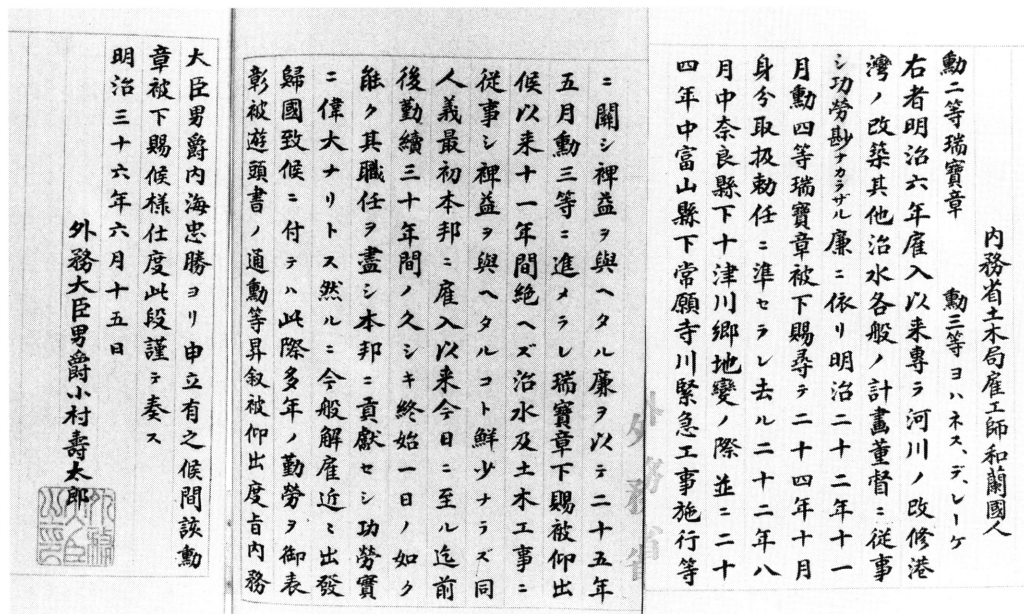 内務省土木局雇工師和蘭國人
勲三等ヨハネス、デ、レーケ
勲二等瑞寶章
右者明治六年雇入以来専ラ河川ノ改修港
灣ノ改築其他治水各般ノ計畫董督ニ従事
シ功勞尠ナカラザル廉ニ依リ明治二十二年十一
月勲四等瑞寶章被下賜尋テ二十四年十月
身分取扱勅任ニ準セラレ去ル二十二年八
月中奈良縣下十津川郷地變ノ際並ニ二十
四年中富山縣下常願寺川緊急工事施行等
ニ關シ裨益ヲ與ヘタル廉ヲ以テ二十五年
五月勲三等ニ進メラレ瑞寶章下賜被仰出
候以来十一年間絶ヘズ治水及土木工事ニ
従事シ裨益ヲ與ヘタルコト鮮少ナラズ同
人義最初本邦ニ雇入以来今日ニ至ル迄前
後勤續三十年間ノ久シキ終始一日ノ如ク
能ク其職任ヲ盡シ本邦ニ貢獻セシ功勞實
ニ偉大ナリトス然ルニ今般解雇近々出發
歸國致候ニ付テハ此際多年ノ勤勞ヲ御表
彰被遊頭書ノ通勲等昇叙被仰出度旨内務
大臣男爵内海忠勝ヨリ申立有之候間該勲
章被下賜候様仕度此段謹テ奏ス
明治三十六年六月十五日
外務大臣男爵小村壽太郎
外務省